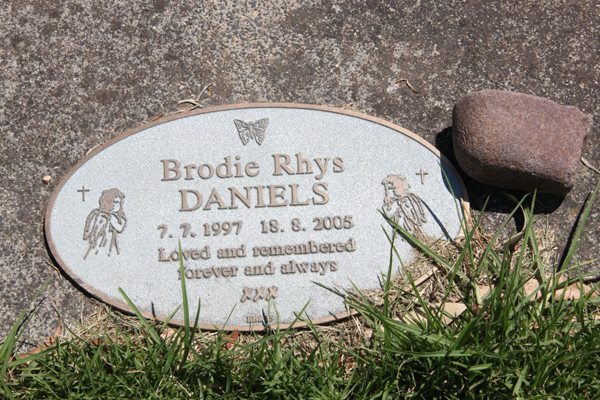 Brodie Rhys
DANIELS
7. 7. 1997 18. 8. 2005
Loved and remembered
forever and always
xxx